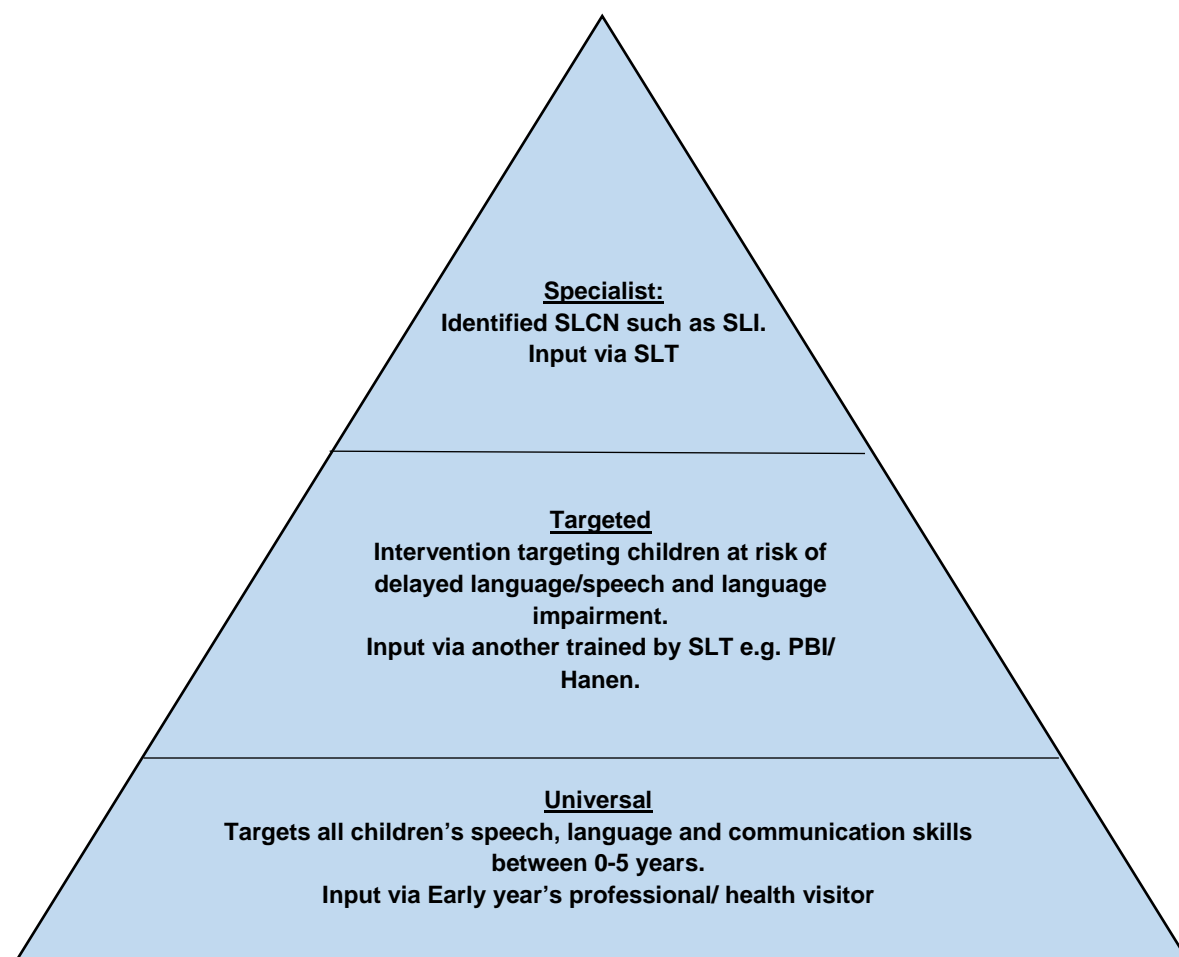 Specialist:
Identified SLCN such as SLI.
Input via SLT
Targeted
Intervention targeting children at risk of
delayed language/speech and language
impairment.
Input via another trained by SLT e.g. PBI/
Hanen.
Universal
Targets all children’s speech, language and communication skills
between 0-5 years.
Input via Early year’s professional/ health visitor